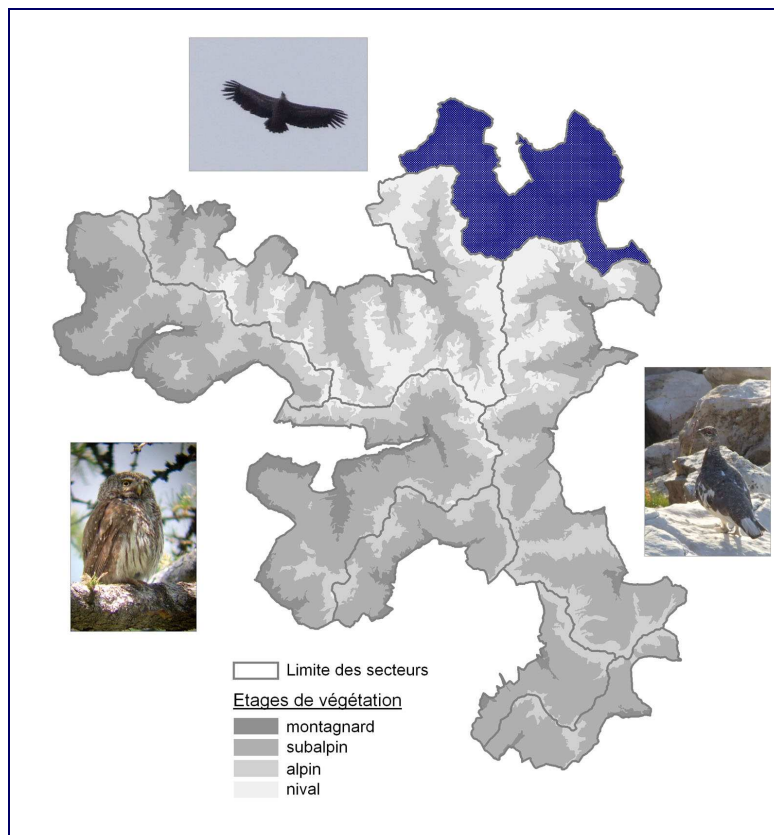 Limite des secteurs
Etages de végétation
montagnard
subalpin
alpin
nival